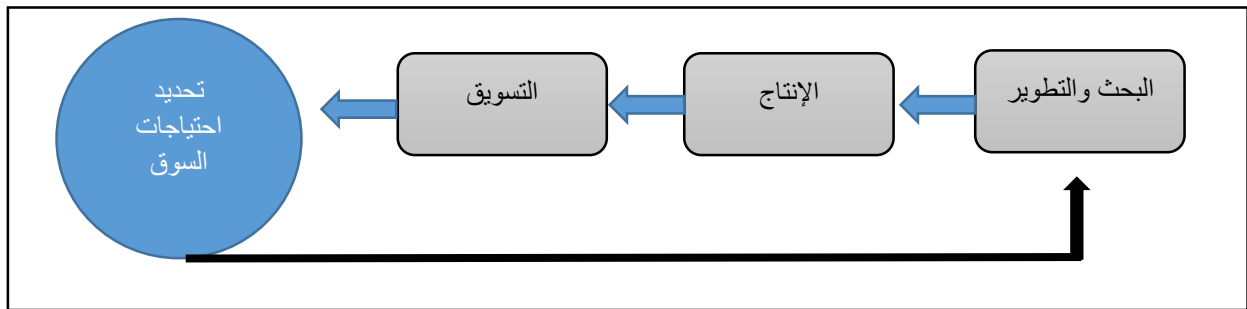 البحث والتطوير
الإنتاج
التسويق
تحديد
احتياجات
السوق